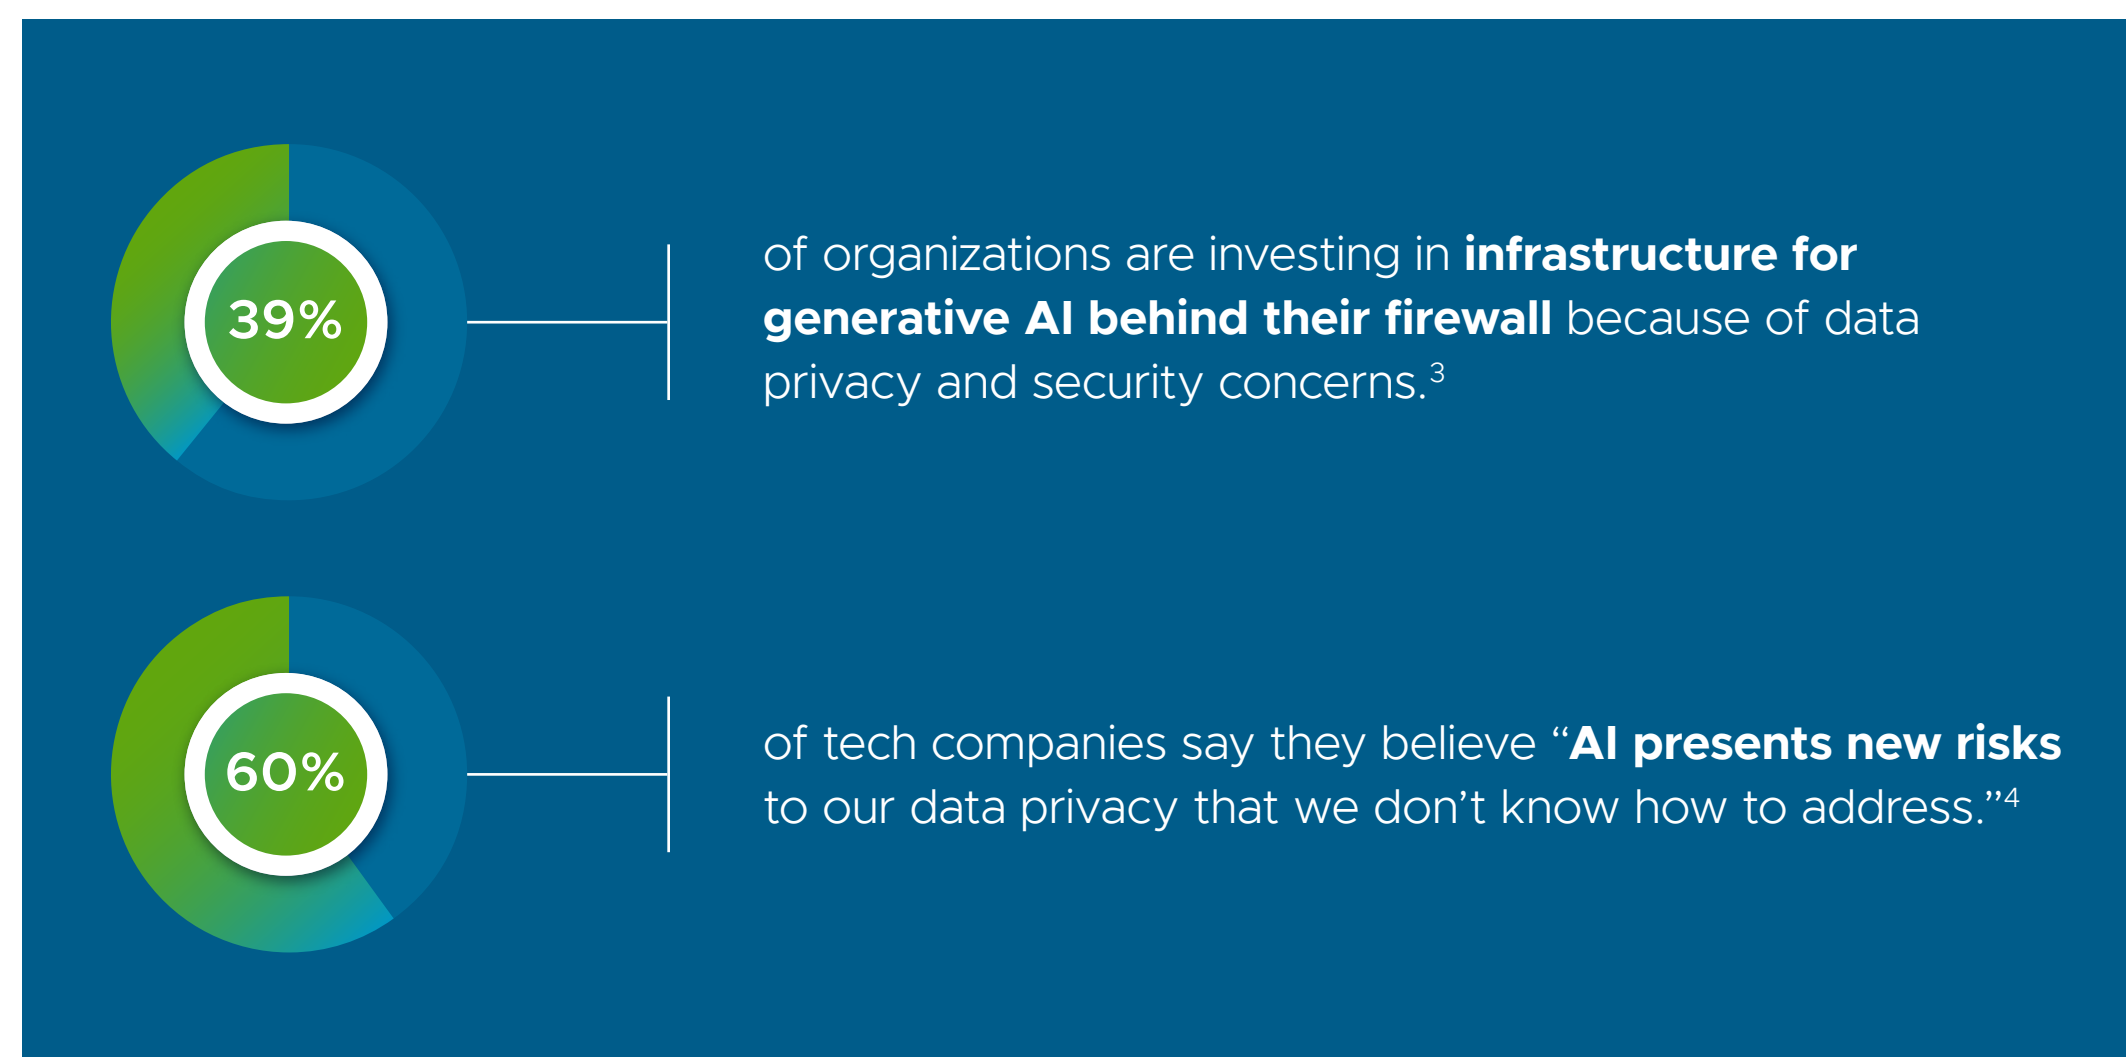 39%
of organizations are investing in infrastructure for
generative AI behind their firewall because of data
privacy and security concerns.³
60%
of tech companies say they believe “AI presents new risks
to our data privacy that we don’t know how to address.”⁴